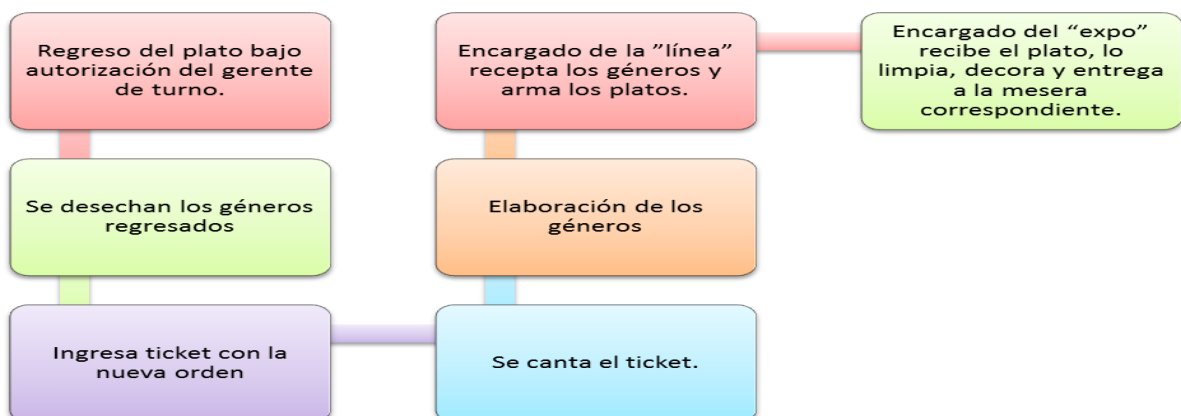 Regreso del plato bajo
autorización del gerente
de turno.
Se desechan los géneros
regresados
Ingresa ticket con la
nueva orden
Se canta el ticket.
Elaboración de los
géneros
Encargado de la ”línea”
recepta los géneros y
arma los platos.
Encargado del “expo”
recibe el plato, lo
limpia, decora y entrega
a la mesera
correspondiente.